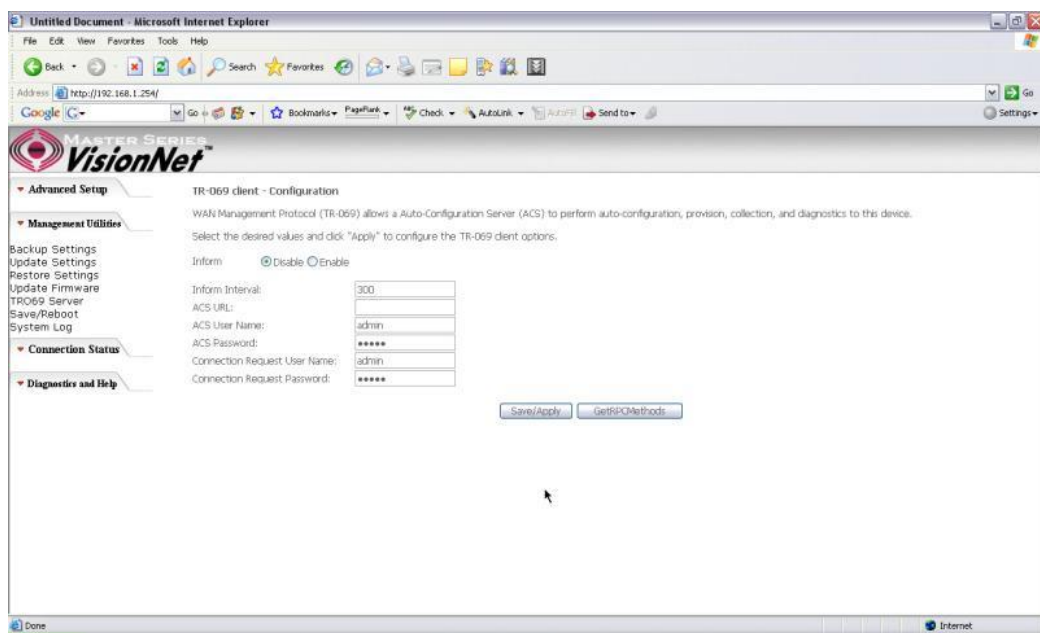 Untitled Document - Microsoft Internet Explorer
File Edit View Favorites Tools Help
Back Search Favorites
Address http://192.168.1.254/ Go
Google G Go Bookmarks PageRank Check AutoLink AutoFill Send to Settings
MASTER SERIES
VisionNet™
Advanced Setup
Management Utilities
Backup Settings
Update Settings
Restore Settings
Update Firmware
TRO69 Server
Save/Reboot
System Log
Connection Status
Diagnostics and Help
TR-069 client - Configuration
WAN Management Protocol (TR-069) allows a Auto-Configuration Server (ACS) to perform auto-configuration, provision, collection, and diagnostics to this device.
Select the desired values and click "Apply" to configure the TR-069 client options.
Inform Disable Enable
Inform Interval: 300
ACS URL:
ACS User Name: admin
ACS Password: •••••
Connection Request User Name: admin
Connection Request Password: •••••
Save/Apply GetRPCMethods
Done Internet